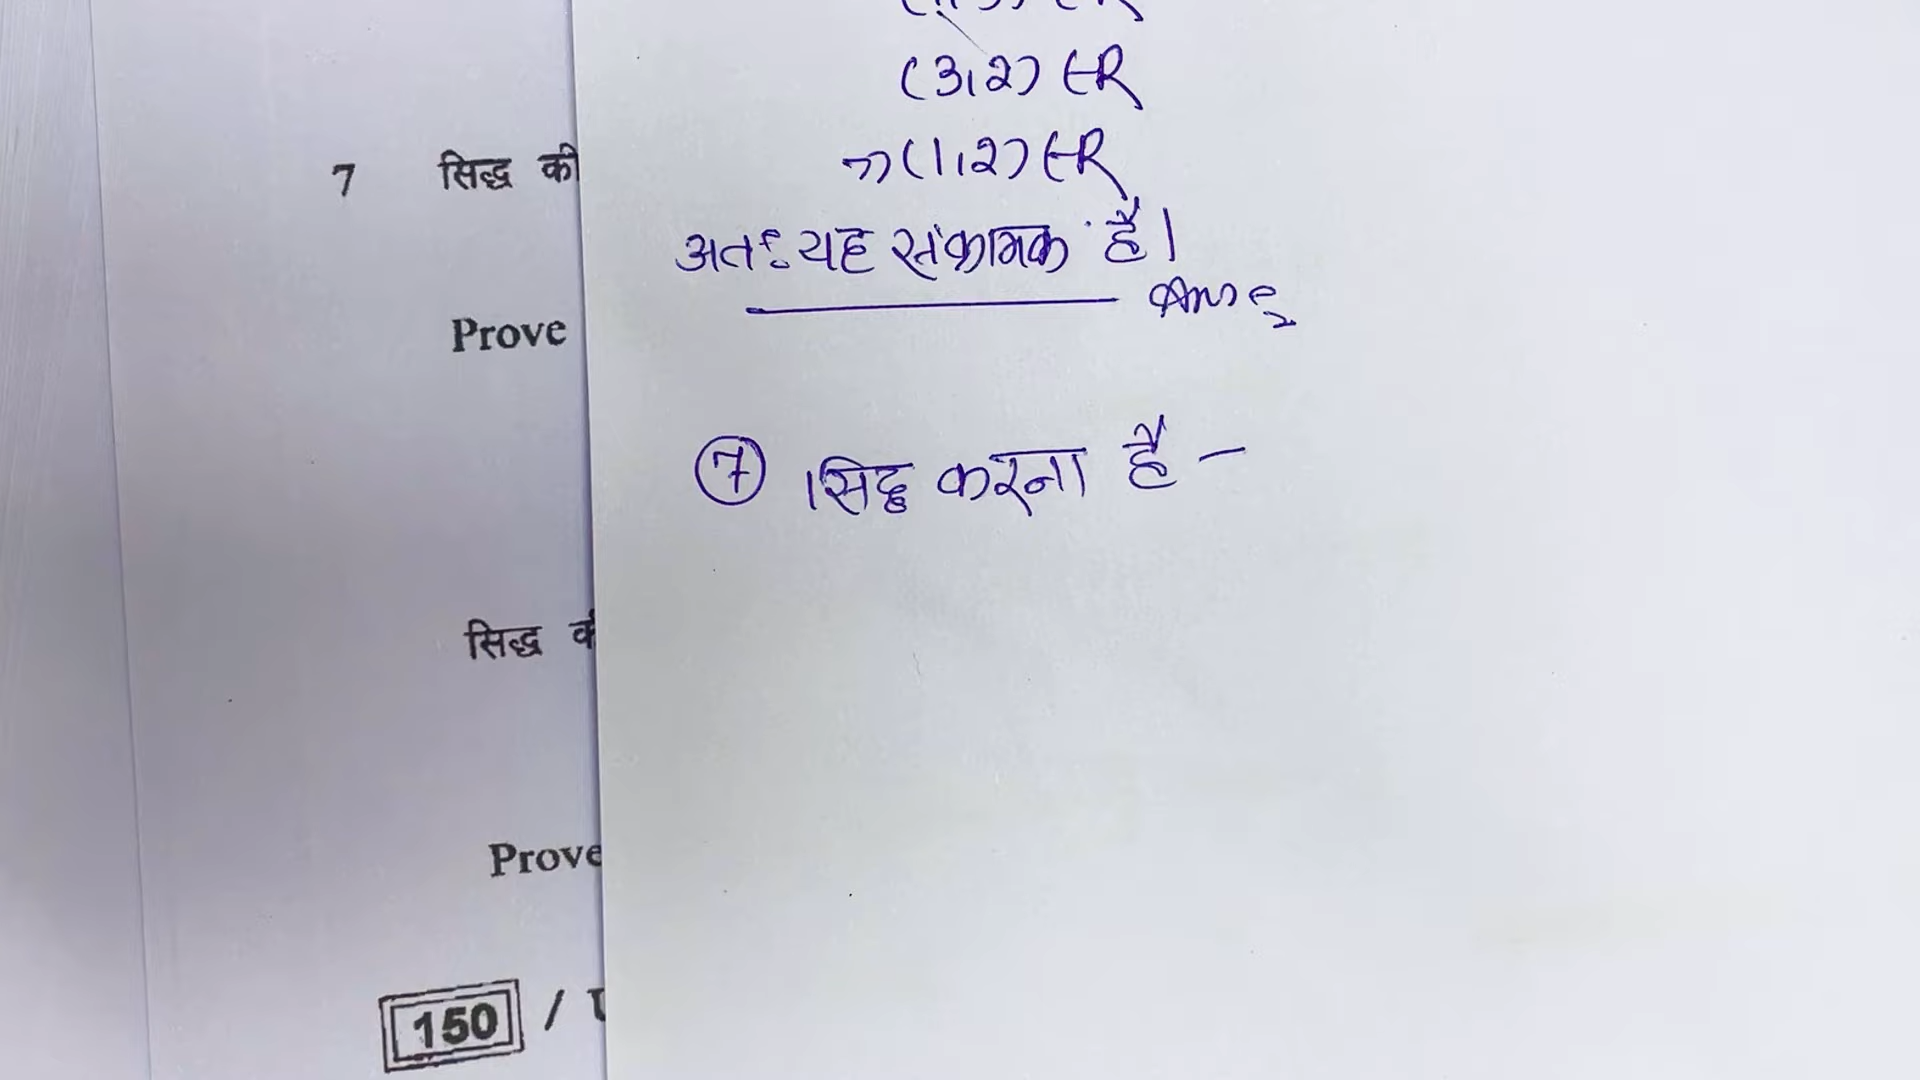 7 सिद्ध की
Prove
सिद्ध की
Prove
150 /
(3,2) ∈R
⇒(1,2) ∈R
अतः यह संक्रामक है।
Ans
⑦ सिद्ध करना है –